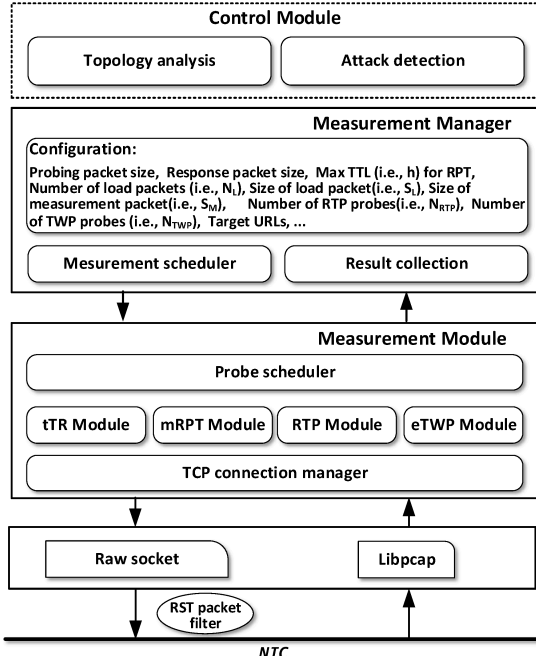 Control Module
Topology analysis
Attack detection
Measurement Manager
Configuration:
Probing packet size, Response packet size, Max TTL (i.e., h) for RPT,
Number of load packets (i.e., NL), Size of load packet(i.e., SL), Size of
measurement packet(i.e., SM), Number of RTP probes(i.e., NRTP), Number
of TWP probes (i.e., NTWP), Target URLs, ...
Mesurement scheduler
Result collection
Measurement Module
Probe scheduler
tTR Module
mRPT Module
RTP Module
eTWP Module
TCP connection manager
Raw socket
Libpcap
RST packet
filter
NTC